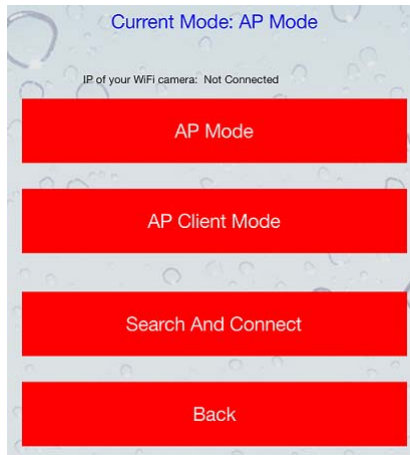 Current Mode: AP Mode
IP of your WiFi camera: Not Connected
AP Mode
AP Client Mode
Search And Connect
Back